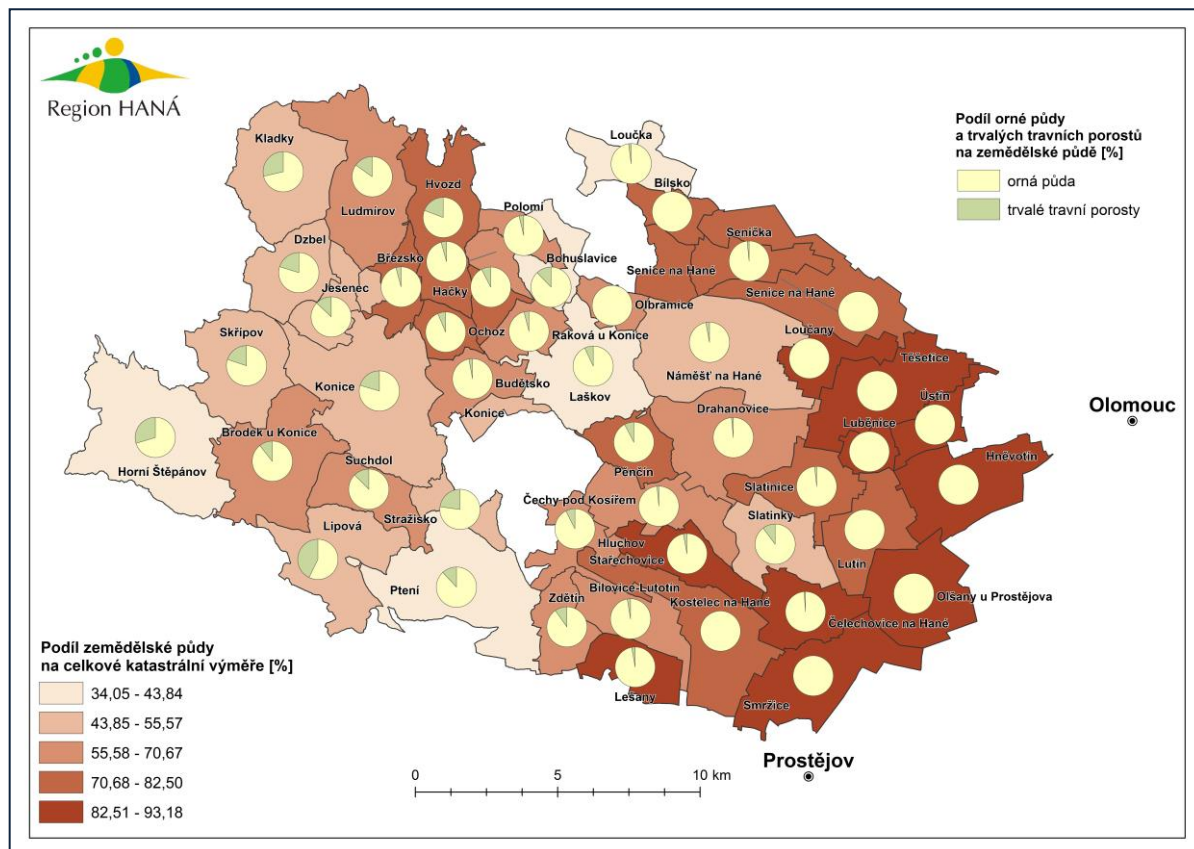 Region HANÁ
Podíl orné půdy
a trvalých travních porostů
na zemědělské půdě [%]
orná půda
trvalé travní porosty
Loučka
Kladky
Bílsko
Hvozd
Ludmírov
Polomí
Senička
Dzbel
Březsko
Bohuslavice
Senice na Hané
Jesenec
Hačky
Senice na Hané
Olbramice
Skřípov
Ochoz
Raková u Konice
Loučany
Těšetice
Konice
Budětsko
Náměšť na Hané
Laškov
Ústín
Olomouc
Konice
Drahanovice
Brodek u Konice
Luběnice
Horní Štěpánov
Suchdol
Pěnčín
Hněvotín
Slatinice
Čechy pod Kosířem
Slatinky
Stražisko
Lipová
Hluchov
Stařechovice
Lutín
Ptení
Bílovice-Lutotín
Zdětín
Kostelec na Hané
Olšany u Prostějova
Čelechovice na Hané
Lešany
Smržice
Prostějov
Podíl zemědělské půdy
na celkové katastrální výměře [%]
34,05 - 43,84
43,85 - 55,57
55,58 - 70,67
70,68 - 82,50
82,51 - 93,18
0 5 10 km